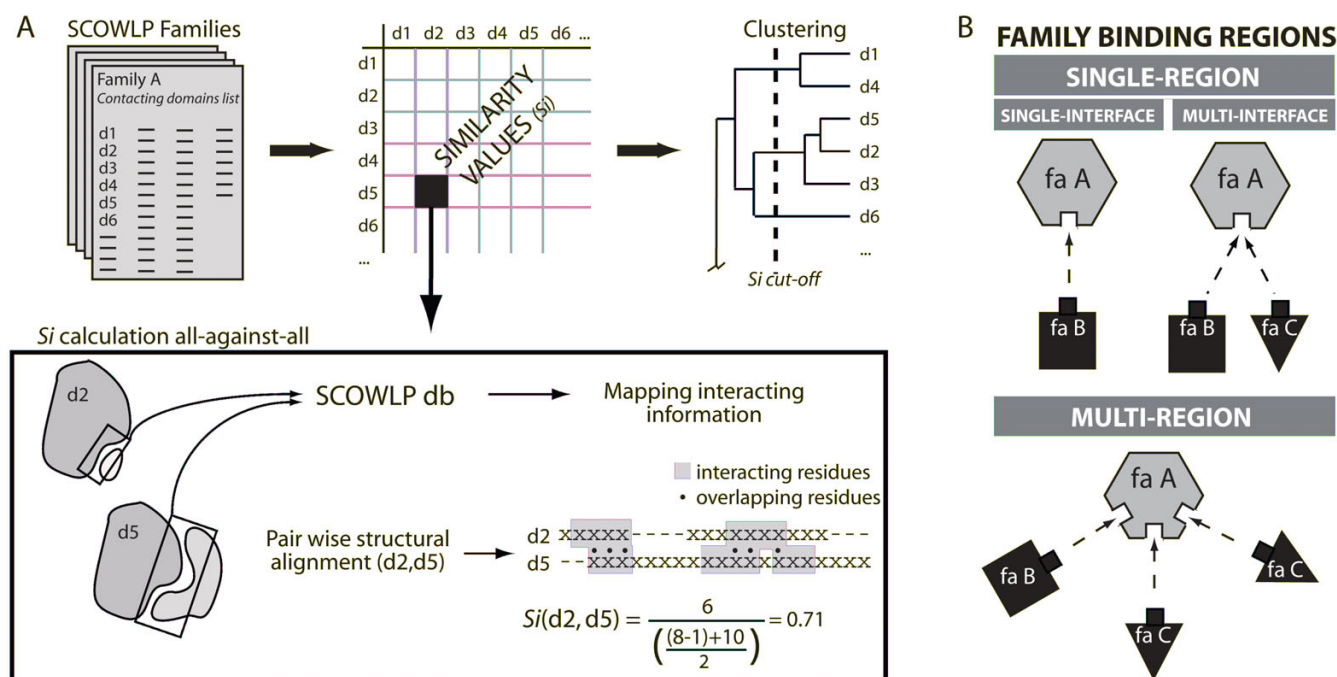 A
SCOWLP Families
Family A
Contacting domains list
d1
d2
d3
d4
d5
d6
d1 d2 d3 d4 d5 d6 ...
d1
d2
d3
d4
d5
d6
...
SIMILARITY
VALUES (Si)
Clustering
d1
d4
d5
d2
d3
d6
...
Si cut-off
Si calculation all-against-all
d2
SCOWLP db
Mapping interacting
information
d5
interacting residues
• overlapping residues
Pair wise structural
alignment (d2,d5)
d2 XXXXXX-----XXXXXXXXXXXX--
d5 --XXXXXXXXXXXXXXXXXXXXXXX
Si(d2, d5) = 6 / (((8-1)+10) / 2) = 0.71
B
FAMILY BINDING REGIONS
SINGLE-REGION
SINGLE-INTERFACE
MULTI-INTERFACE
fa A
fa A
fa B
fa B
fa C
MULTI-REGION
fa A
fa B
fa C
fa C